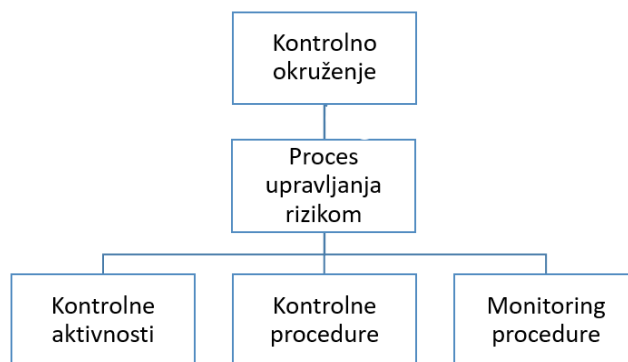 Kontrolno
okruženje
Proces
upravljanja
rizikom
Kontrolne
aktivnosti
Kontrolne
procedure
Monitoring
procedure